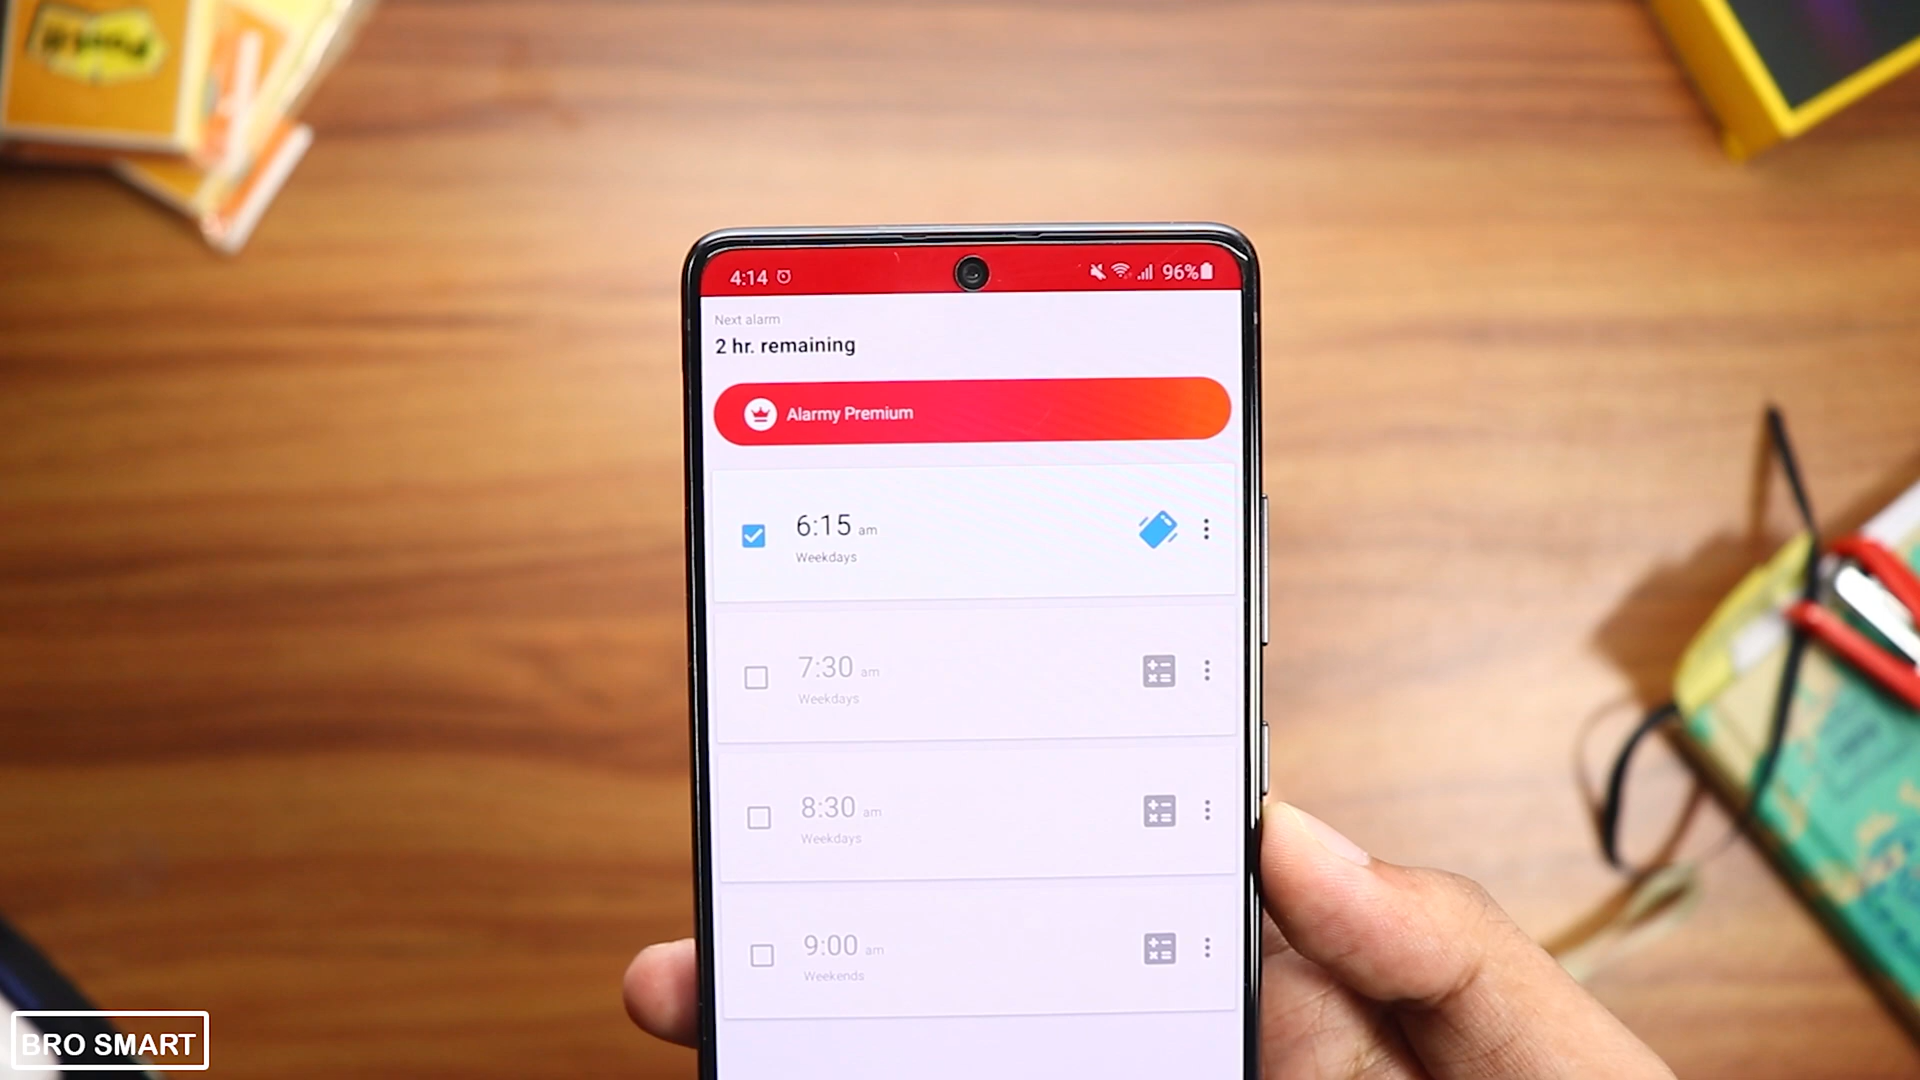 4:14
96%
Next alarm
2 hr. remaining
Alarmy Premium
6:15 am
Weekdays
7:30 am
Weekdays
8:30 am
Weekdays
9:00 am
Weekends
BRO SMART